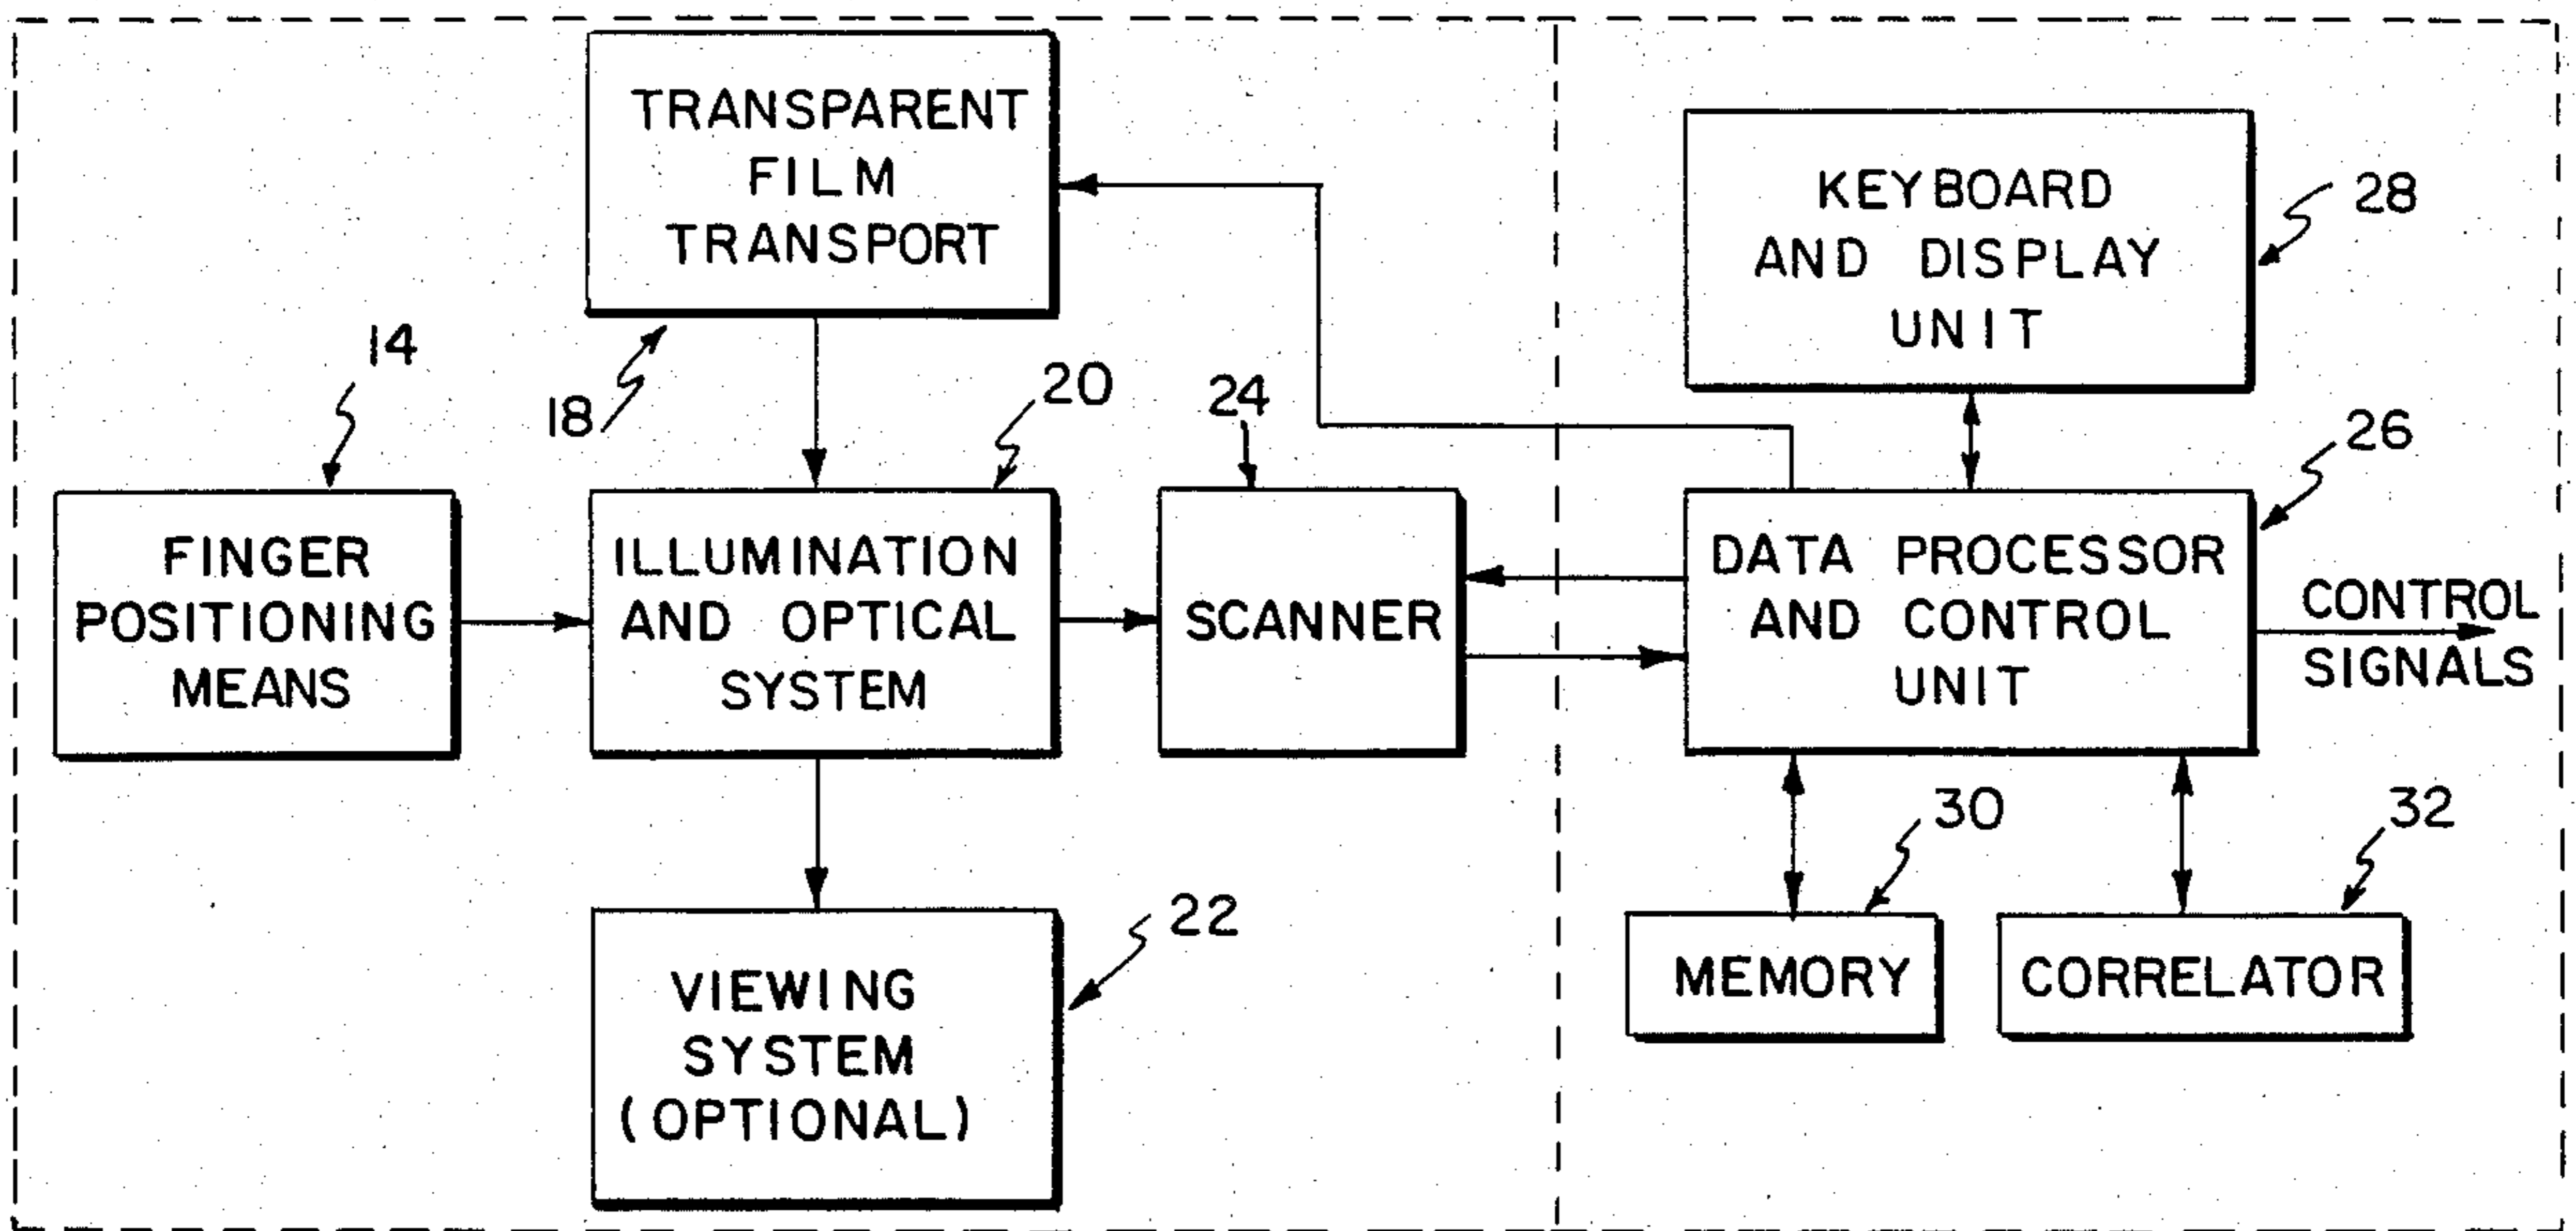 TRANSPARENT
FILM
TRANSPORT
18
14
FINGER
POSITIONING
MEANS
20
ILLUMINATION
AND OPTICAL
SYSTEM
24
SCANNER
22
VIEWING
SYSTEM
(OPTIONAL)
KEYBOARD
AND DISPLAY
UNIT
28
26
DATA PROCESSOR
AND CONTROL
UNIT
CONTROL
SIGNALS
30
MEMORY
32
CORRELATOR